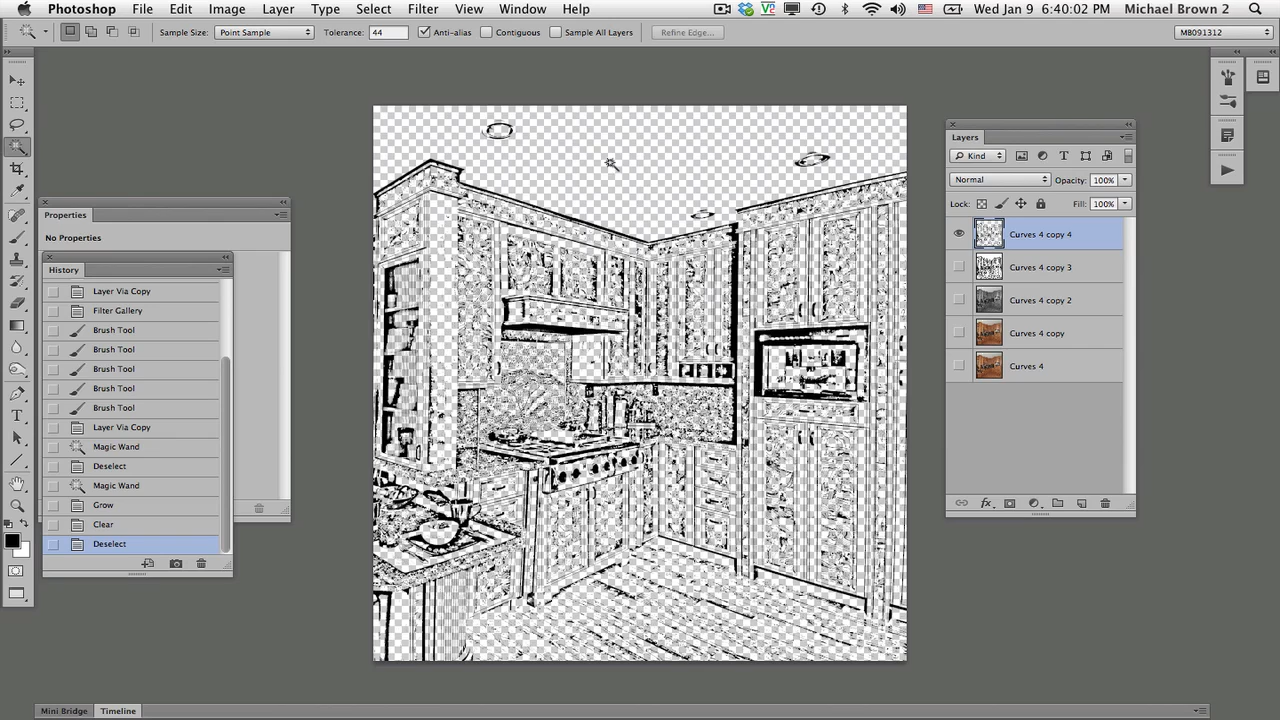 Photoshop File Edit Image Layer Type Select Filter View Window Help Wed Jan 9 6:40:02 PM Michael Brown 2
Sample Size: Point Sample Tolerance: 44 Anti-alias Contiguous Sample All Layers Refine Edge... MB091312
Layers
Kind
Normal Opacity: 100%
Lock: Fill: 100%
Curves 4 copy 4
Curves 4 copy 3
Curves 4 copy 2
Curves 4 copy
Curves 4
Properties
No Properties
History
Layer Via Copy
Filter Gallery
Brush Tool
Brush Tool
Brush Tool
Brush Tool
Brush Tool
Layer Via Copy
Magic Wand
Deselect
Magic Wand
Grow
Clear
Deselect
Mini Bridge Timeline